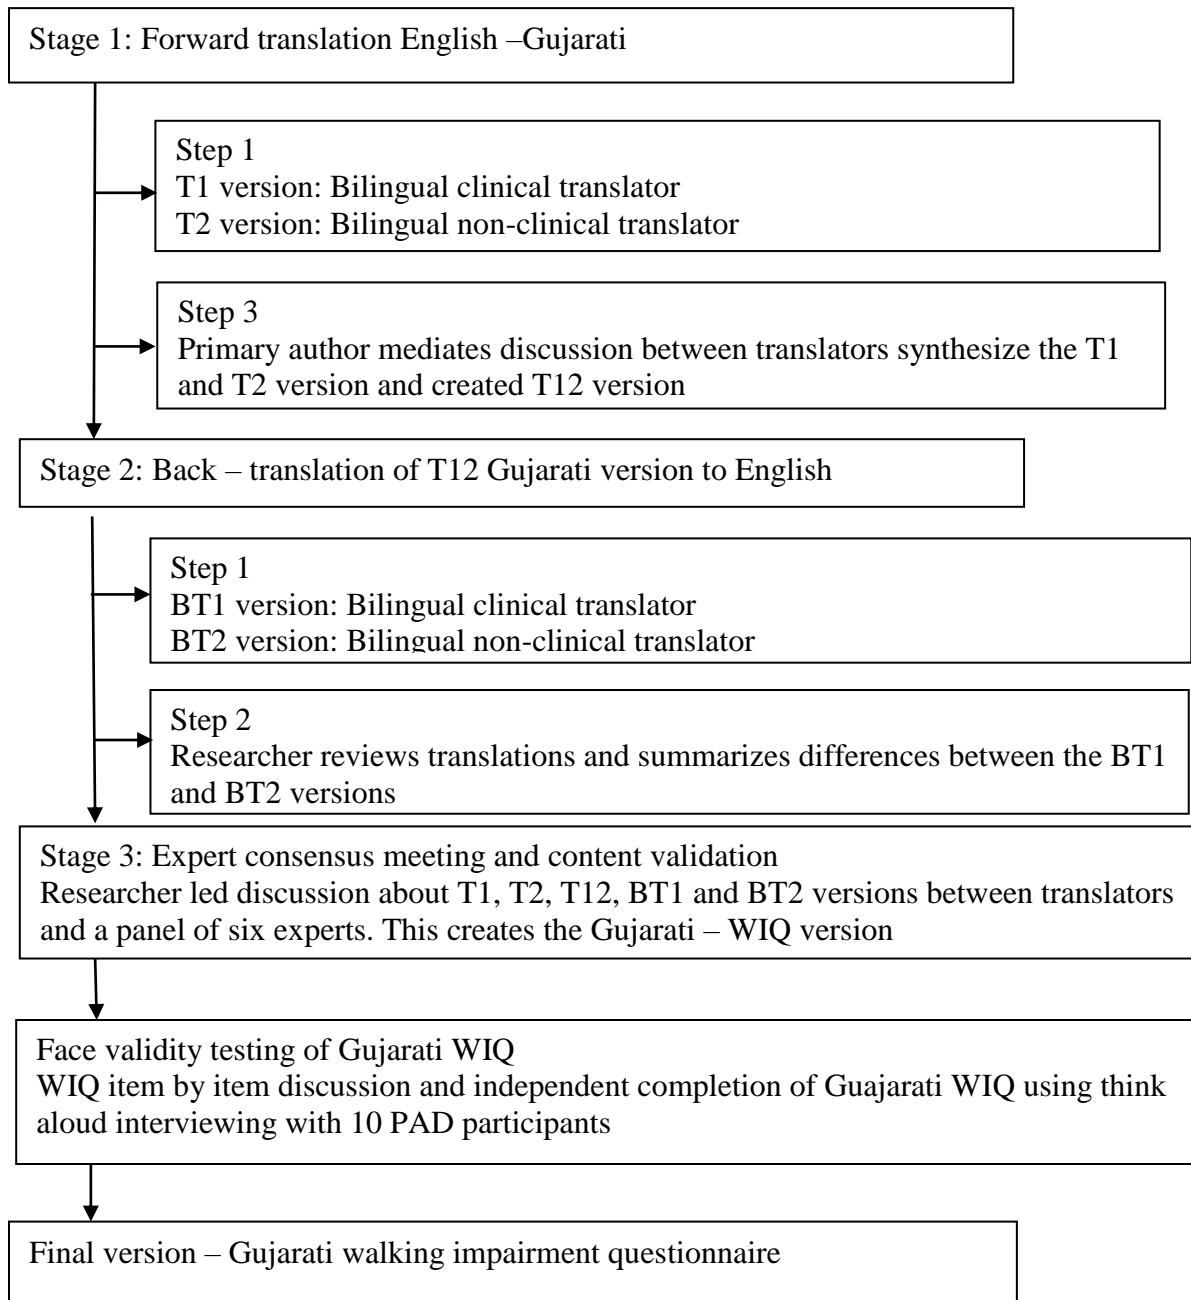 Stage 1: Forward translation English –Gujarati
Step 1
T1 version: Bilingual clinical translator
T2 version: Bilingual non-clinical translator
Step 3
Primary author mediates discussion between translators synthesize the T1
and T2 version and created T12 version
Stage 2: Back – translation of T12 Gujarati version to English
Step 1
BT1 version: Bilingual clinical translator
BT2 version: Bilingual non-clinical translator
Step 2
Researcher reviews translations and summarizes differences between the BT1
and BT2 versions
Stage 3: Expert consensus meeting and content validation
Researcher led discussion about T1, T2, T12, BT1 and BT2 versions between translators
and a panel of six experts. This creates the Gujarati – WIQ version
Face validity testing of Gujarati WIQ
WIQ item by item discussion and independent completion of Guajarati WIQ using think
aloud interviewing with 10 PAD participants
Final version – Gujarati walking impairment questionnaire